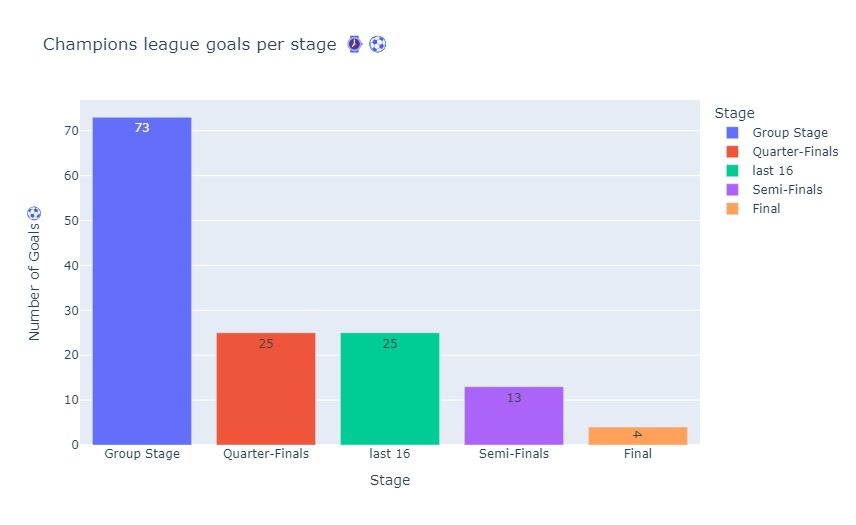 Champions league goals per stage ⌚⚽
Number of Goals⚽
70
60
50
40
30
20
10
0
73
25
25
13
4
Group Stage
Quarter-Finals
last 16
Semi-Finals
Final
Stage
Stage
Group Stage
Quarter-Finals
last 16
Semi-Finals
Final